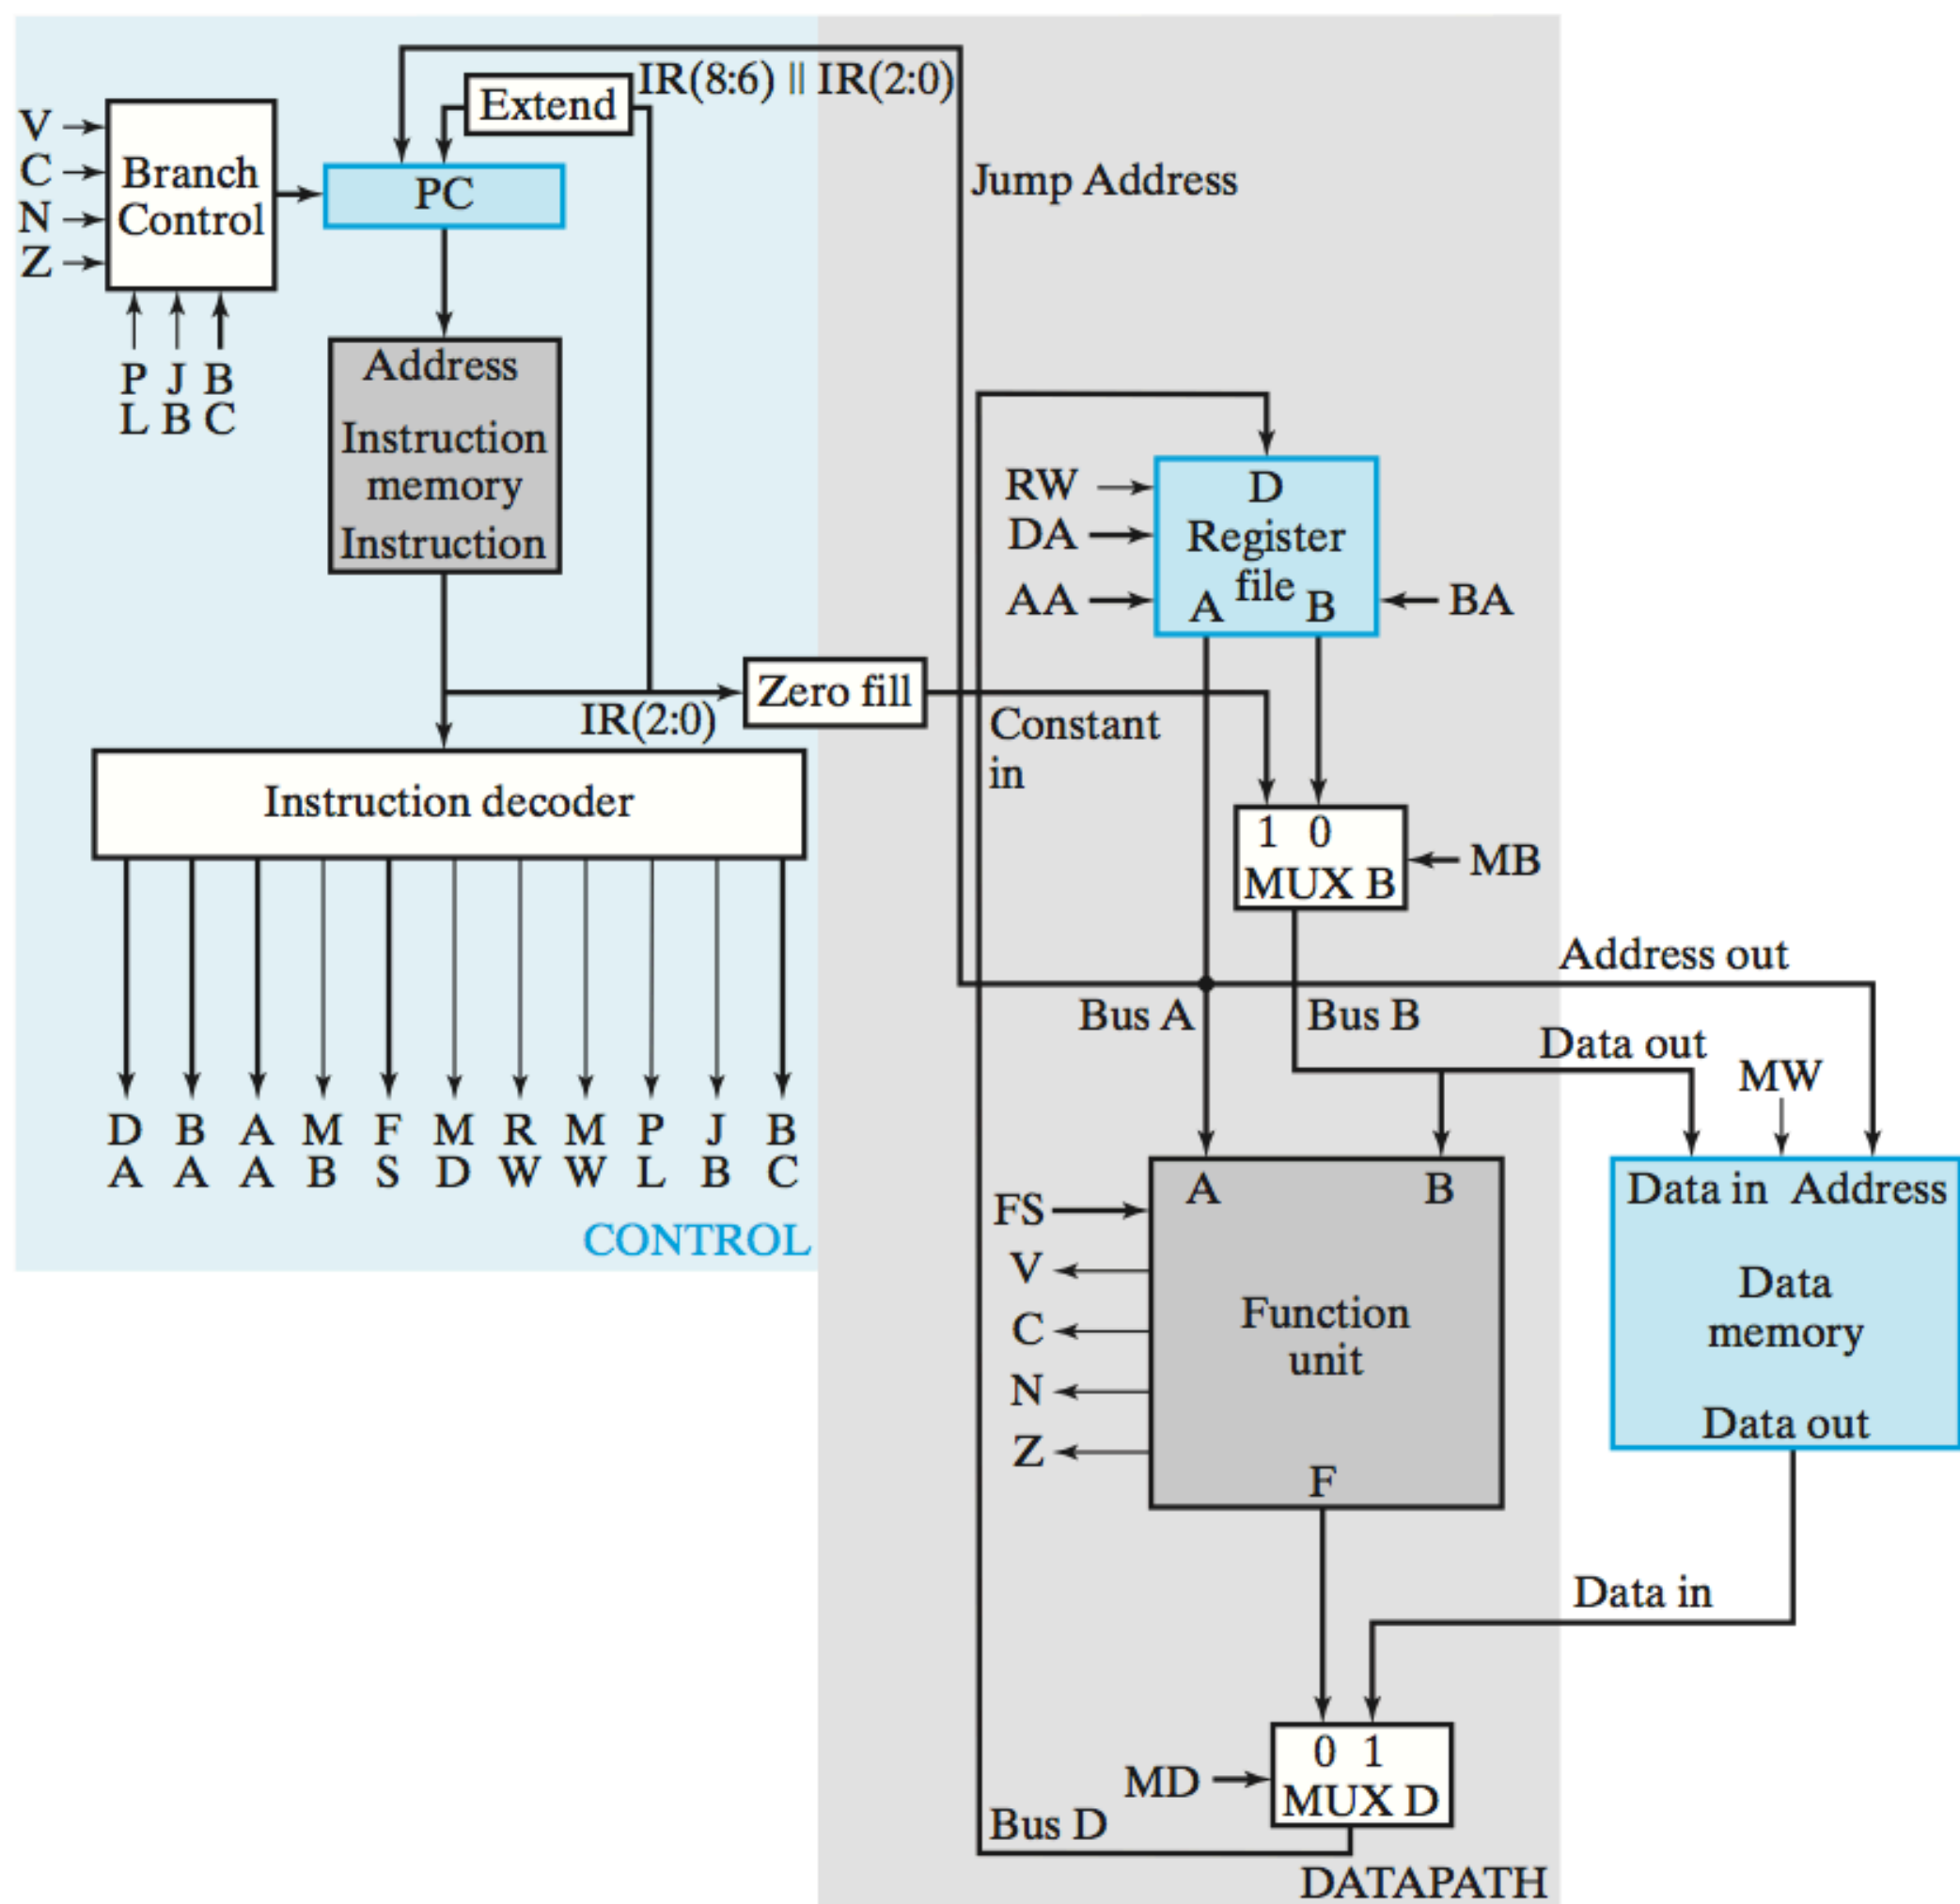 IR(8:6) || IR(2:0)
Extend
V
C
N
Z
Branch
Control
PC
Jump Address
P J B
L B C
Address
Instruction
memory
Instruction
RW
DA
AA
D
Register
file
A B
BA
IR(2:0)
Zero fill
Constant
in
Instruction decoder
1 0
MUX B
MB
Address out
Bus A
Bus B
Data out
MW
D B A M F M R M P J B
A A A B S D W W L B C
CONTROL
FS
V
C
N
Z
A B
Function
unit
F
Data in Address
Data
memory
Data out
Data in
MD
0 1
MUX D
Bus D
DATAPATH